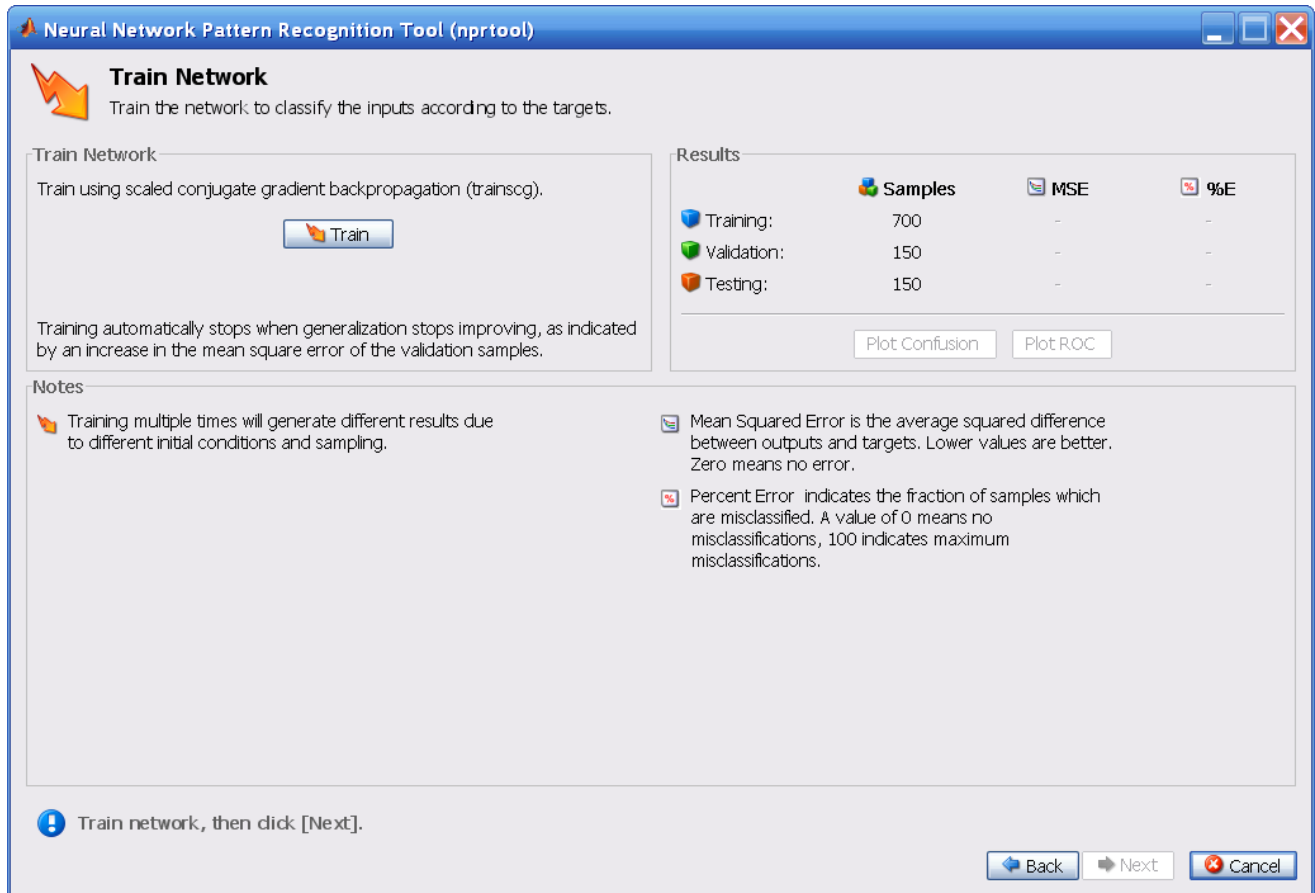 Neural Network Pattern Recognition Tool (nprtool)
Train Network
Train the network to classify the inputs according to the targets.
Train Network
Train using scaled conjugate gradient backpropagation (trainscg).
Train
Training automatically stops when generalization stops improving, as indicated
by an increase in the mean square error of the validation samples.
Results
Samples MSE %E
Training: 700 - -
Validation: 150 - -
Testing: 150 - -
Plot Confusion Plot ROC
Notes
Training multiple times will generate different results due
to different initial conditions and sampling.
Mean Squared Error is the average squared difference
between outputs and targets. Lower values are better.
Zero means no error.
Percent Error indicates the fraction of samples which
are misclassified. A value of 0 means no
misclassifications, 100 indicates maximum
misclassifications.
Train network, then click [Next].
Back Next Cancel